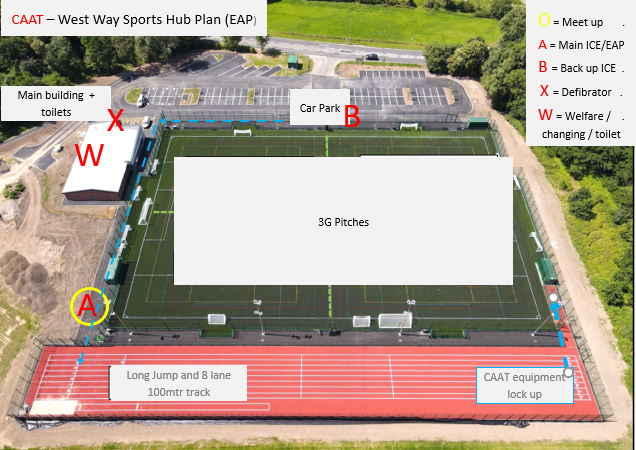 CAAT – West Way Sports Hub Plan (EAP)
O = Meet up .
A = Main ICE/EAP
B = Back up ICE .
X = Defibrator .
W = Welfare / .
changing / toilet
Main building +
toilets
X
W
Car Park
B
3G Pitches
A
Long Jump and 8 lane
100mtr track
CAAT equipment
lock up